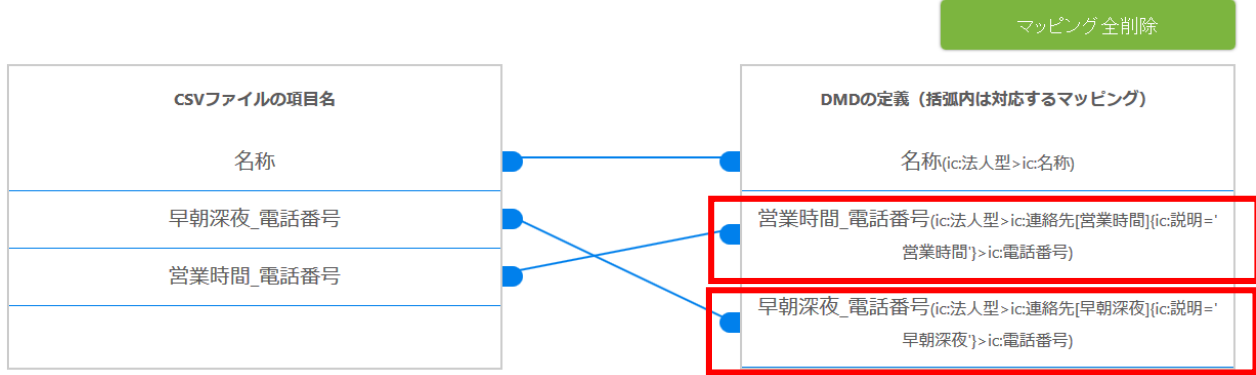 マッピング全削除
CSVファイルの項目名
名称
早朝深夜_電話番号
営業時間_電話番号
DMDの定義（括弧内は対応するマッピング）
名称(ic:法人型>ic:名称)
営業時間_電話番号(ic:法人型>ic:連絡先[営業時間]{ic:説明='
営業時間'}>ic:電話番号)
早朝深夜_電話番号(ic:法人型>ic:連絡先[早朝深夜]{ic:説明='
早朝深夜'}>ic:電話番号)